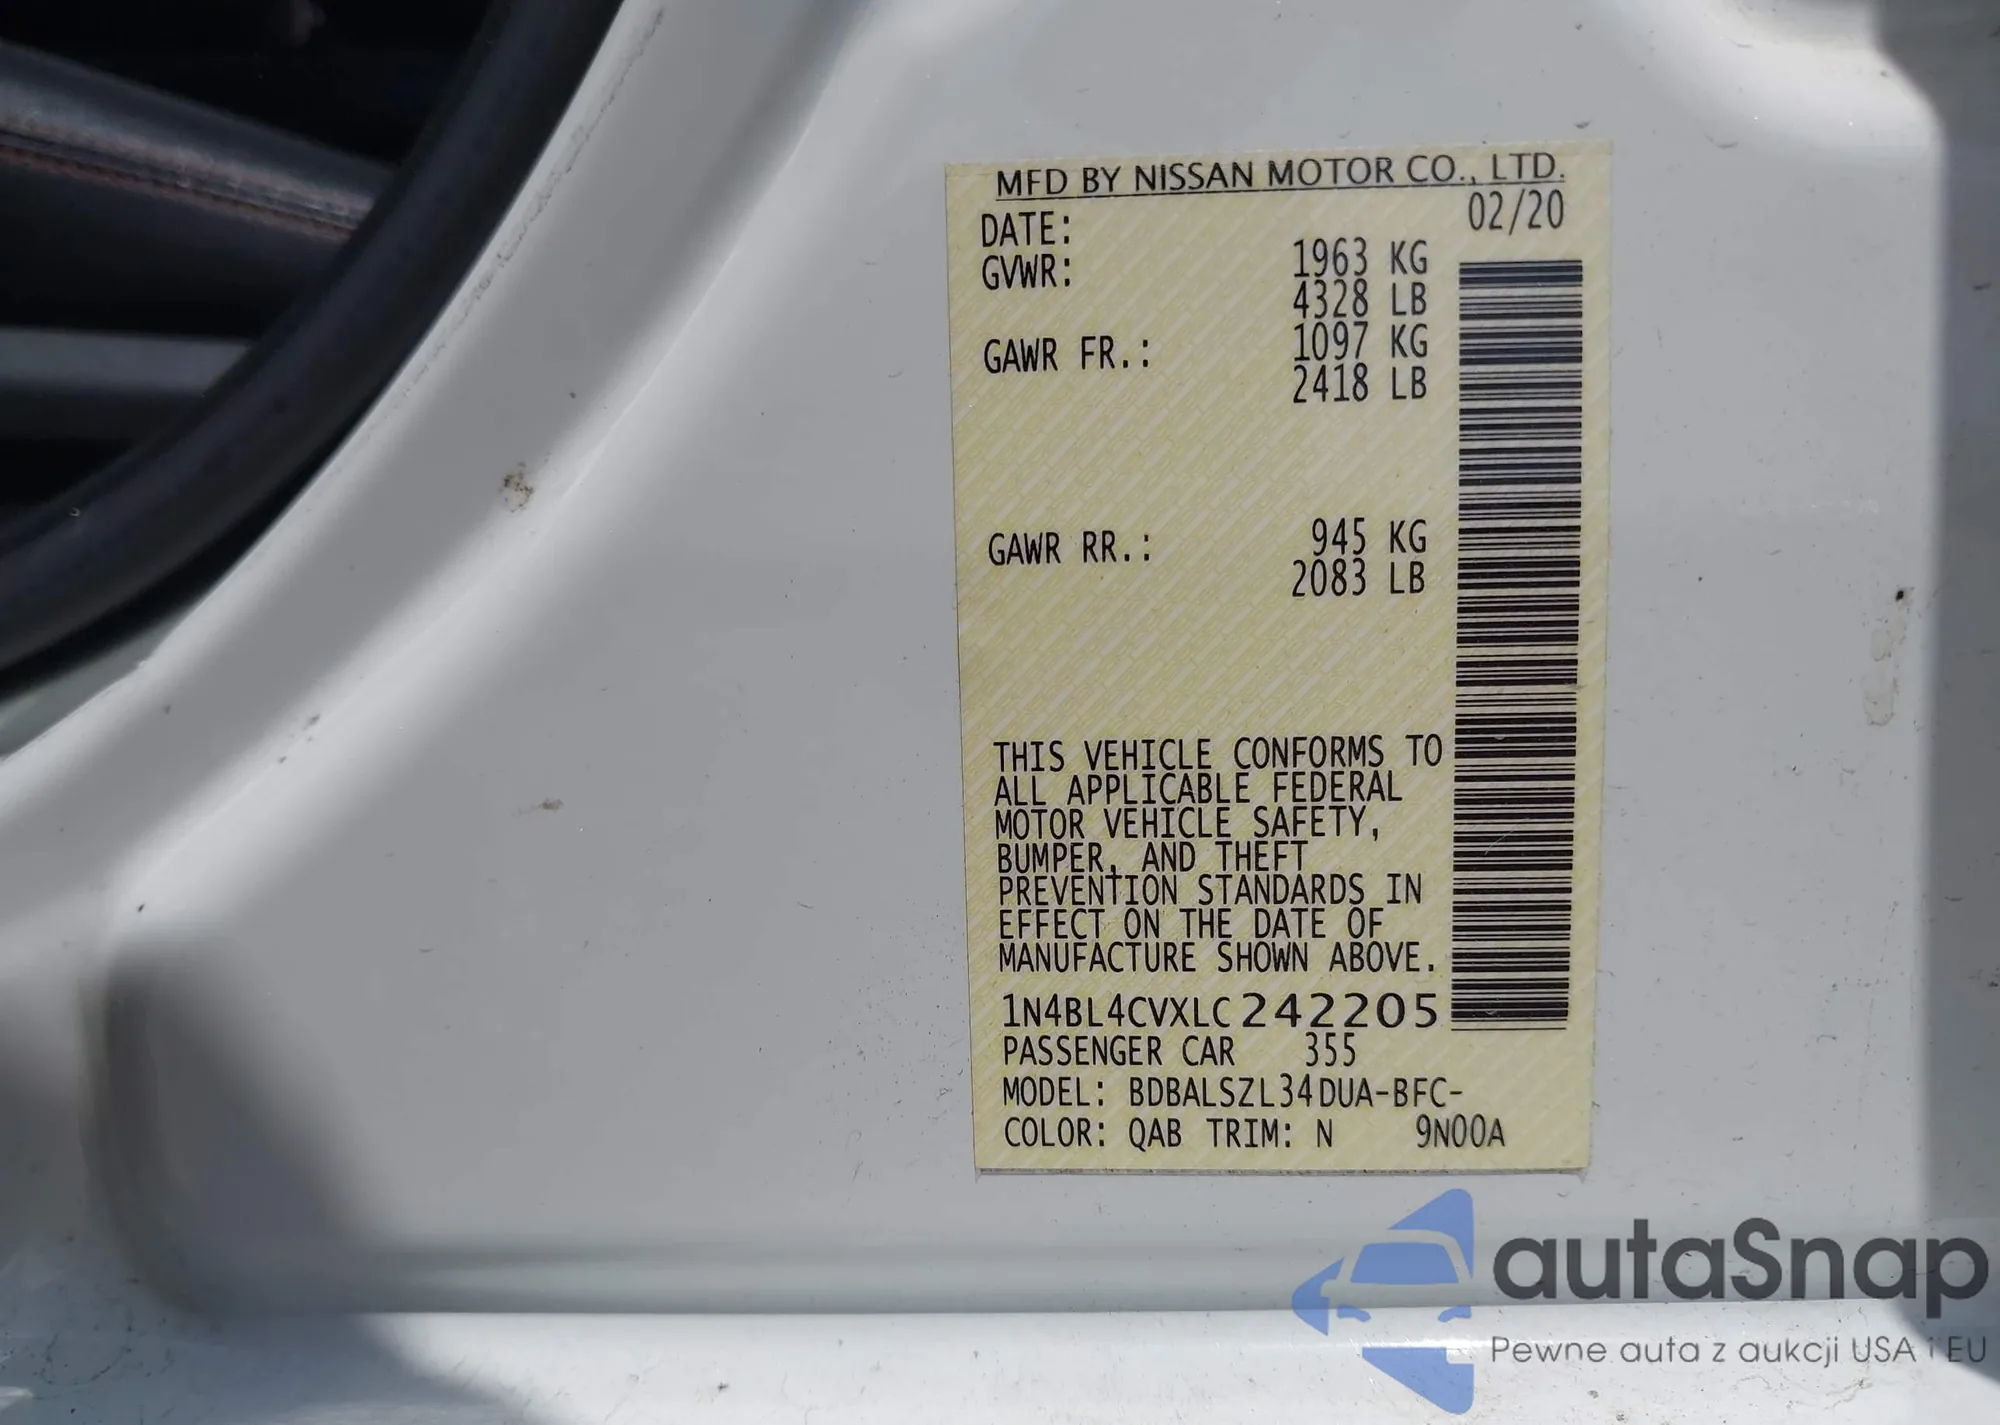 MFD BY NISSAN MOTOR CO., LTD.
DATE: 02/20
GVWR: 1963 KG
4328 LB
GAWR FR.: 1097 KG
2418 LB
GAWR RR.: 945 KG
2083 LB
THIS VEHICLE CONFORMS TO
ALL APPLICABLE FEDERAL
MOTOR VEHICLE SAFETY,
BUMPER, AND THEFT
PREVENTION STANDARDS IN
EFFECT ON THE DATE OF
MANUFACTURE SHOWN ABOVE.
1N4BL4CVXLC242205
PASSENGER CAR 355
MODEL: BDBALSZL34DUA-BFC-
COLOR: QAB TRIM: N 9N00A
autaSnap
Pewne auta z aukcji USA i EU